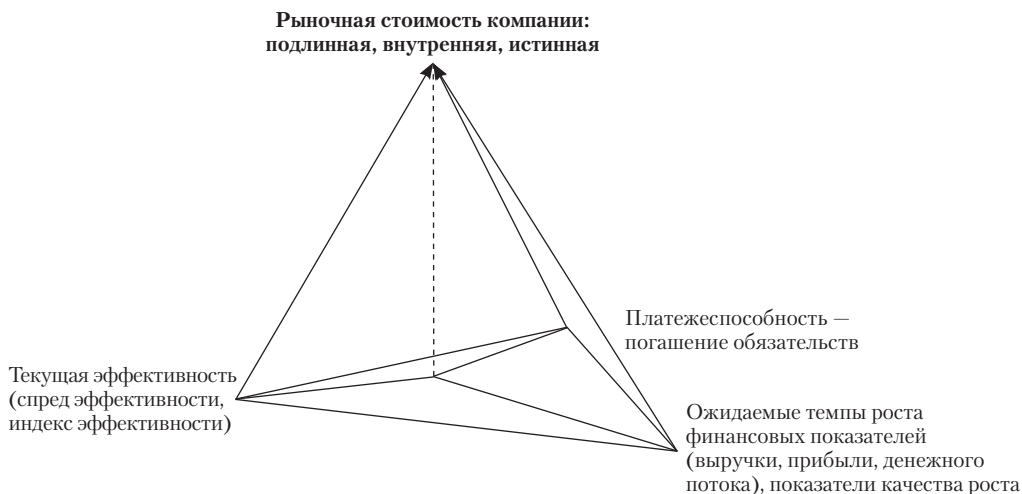 Рыночная стоимость компании:
подлинная, внутренняя, истинная
Платежеспособность —
погашение обязательств
Текущая эффективность
(спред эффективности,
индекс эффективности)
Ожидаемые темпы роста
финансовых показателей
(выручки, прибыли, денежного
потока), показатели качества роста